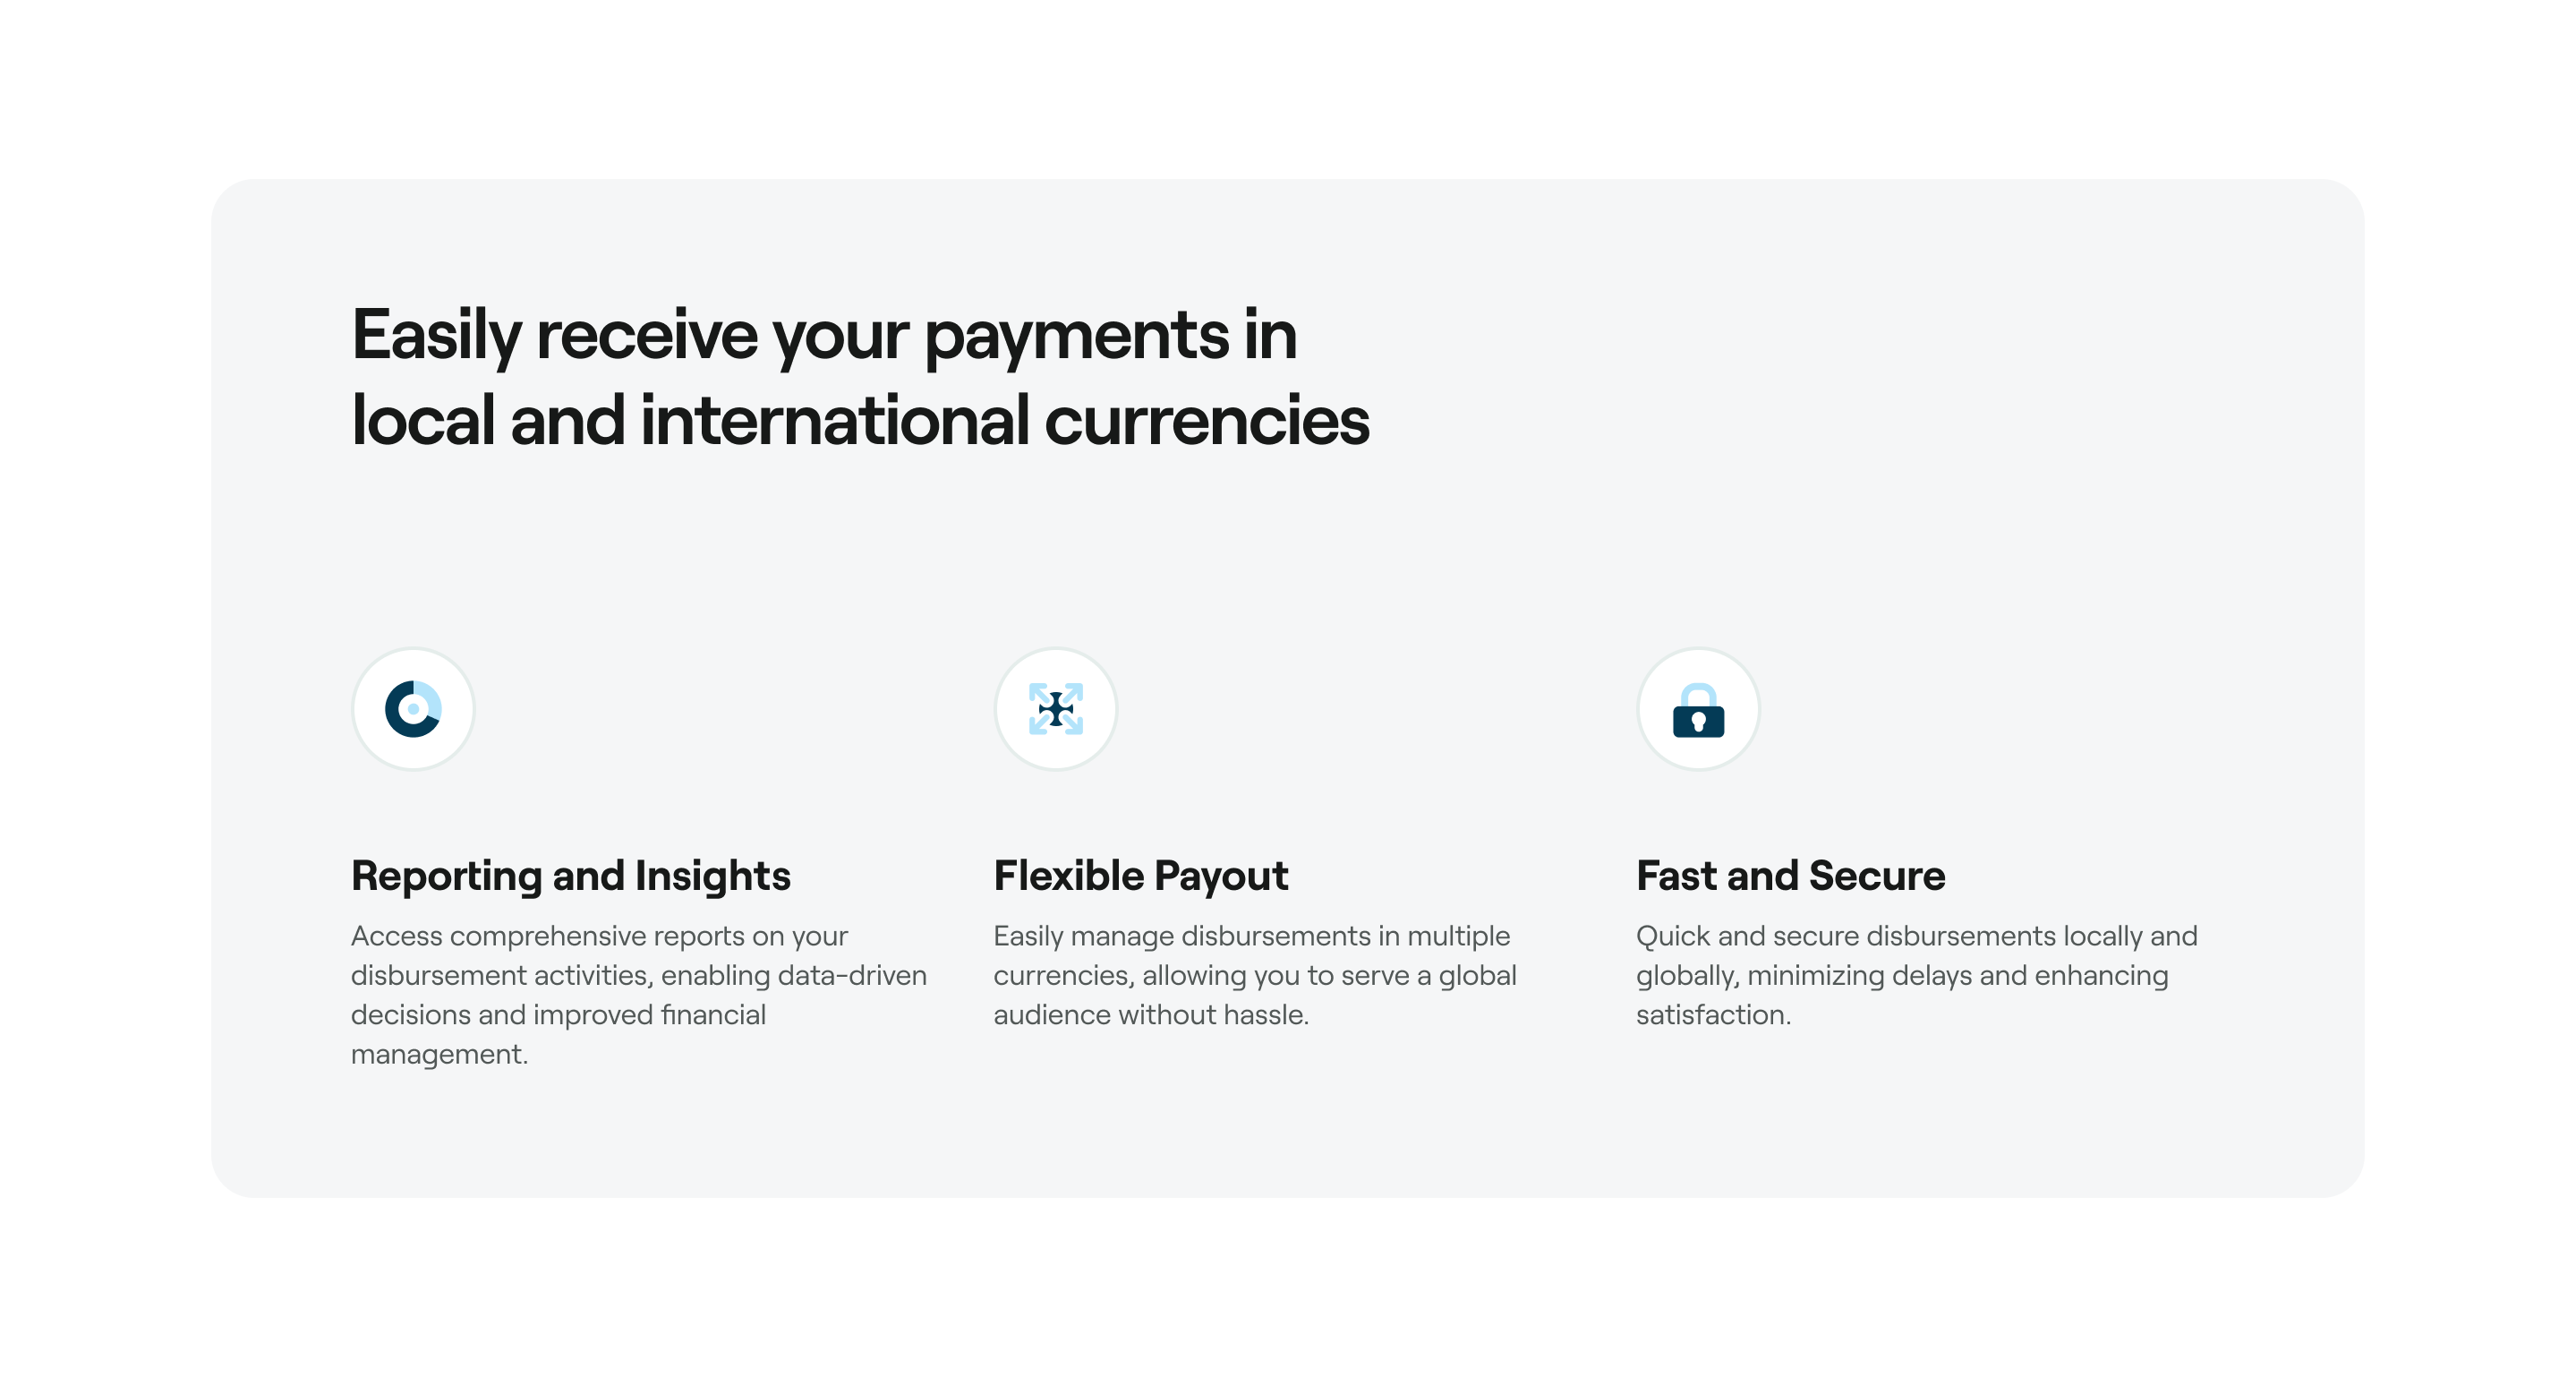 Easily receive your payments in
local and international currencies
Reporting and Insights
Access comprehensive reports on your
disbursement activities, enabling data-driven
decisions and improved financial
management.
Flexible Payout
Easily manage disbursements in multiple
currencies, allowing you to serve a global
audience without hassle.
Fast and Secure
Quick and secure disbursements locally and
globally, minimizing delays and enhancing
satisfaction.